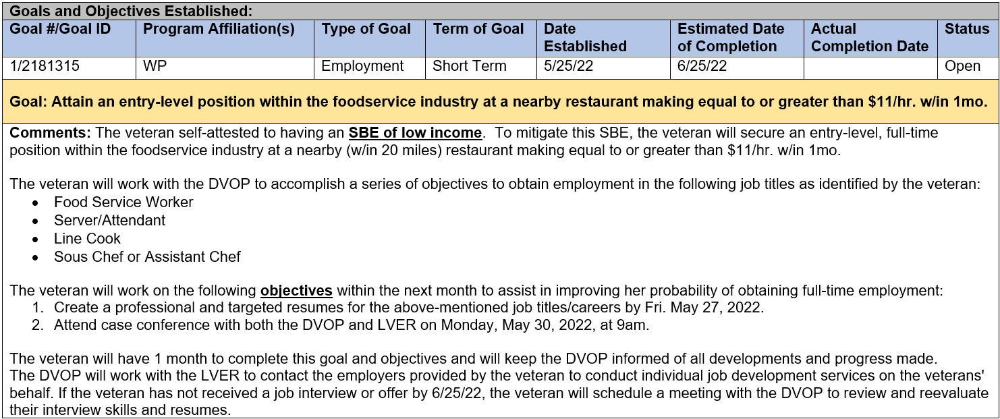 Goals and Objectives Established:
Goal #/Goal ID Program Affiliation(s) Type of Goal Term of Goal Date Established Estimated Date of Completion Actual Completion Date Status
1/2181315 WP Employment Short Term 5/25/22 6/25/22 Open
Goal: Attain an entry-level position within the foodservice industry at a nearby restaurant making equal to or greater than $11/hr. w/in 1mo.
Comments: The veteran self-attested to having an SBE of low income. To mitigate this SBE, the veteran will secure an entry-level, full-time
position within the foodservice industry at a nearby (w/in 20 miles) restaurant making equal to or greater than $11/hr. w/in 1mo.
The veteran will work with the DVOP to accomplish a series of objectives to obtain employment in the following job titles as identified by the veteran:
• Food Service Worker
• Server/Attendant
• Line Cook
• Sous Chef or Assistant Chef
The veteran will work on the following objectives within the next month to assist in improving her probability of obtaining full-time employment:
1. Create a professional and targeted resumes for the above-mentioned job titles/careers by Fri. May 27, 2022.
2. Attend case conference with both the DVOP and LVER on Monday, May 30, 2022, at 9am.
The veteran will have 1 month to complete this goal and objectives and will keep the DVOP informed of all developments and progress made.
The DVOP will work with the LVER to contact the employers provided by the veteran to conduct individual job development services on the veterans'
behalf. If the veteran has not received a job interview or offer by 6/25/22, the veteran will schedule a meeting with the DVOP to review and reevaluate
their interview skills and resumes.